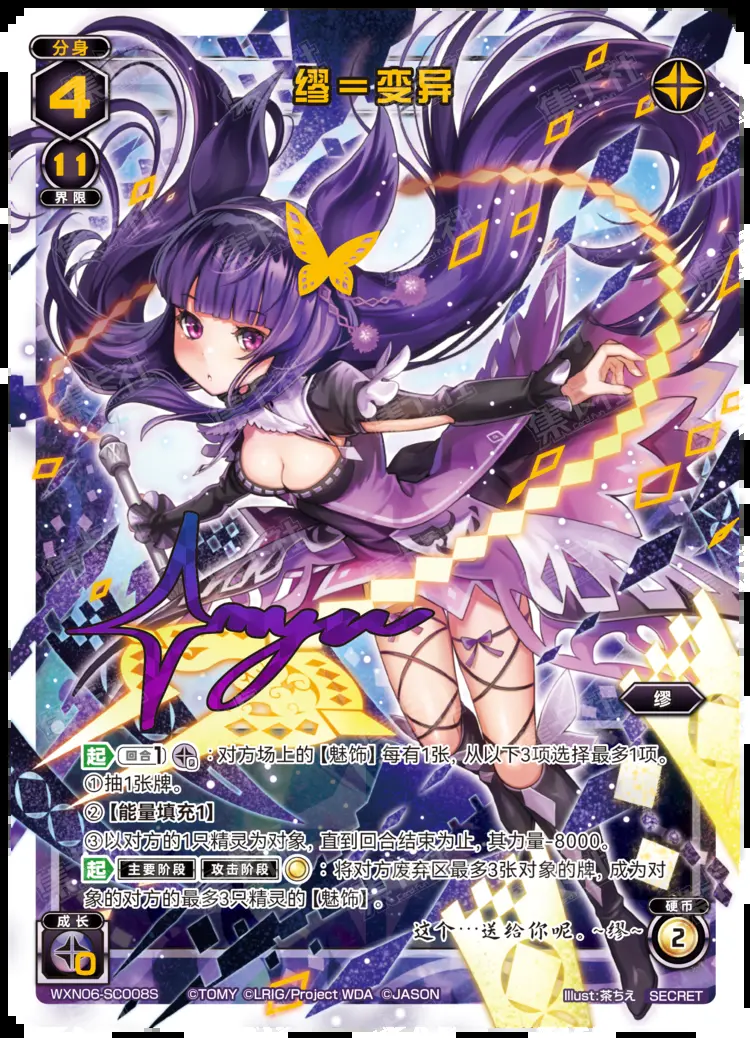 分身
4
缪＝变异
11
界限
缪
起 回合1 0：对方场上的【魅饰】每有1张，从以下3项选择最多1项。
①抽1张牌。
②【能量填充1】
③以对方的1只精灵为对象，直到回合结束为止，其力量-8000。
起 主要阶段 攻击阶段：将对方废弃区最多3张对象的牌，成为对
象的对方的最多3只精灵的【魅饰】。
这个…送给你呢。~缪~
成长
0
硬币
2
WXN06-SC008S ©TOMY ©LRIG/Project WDA ©JASON Illust:茶ちえ SECRET